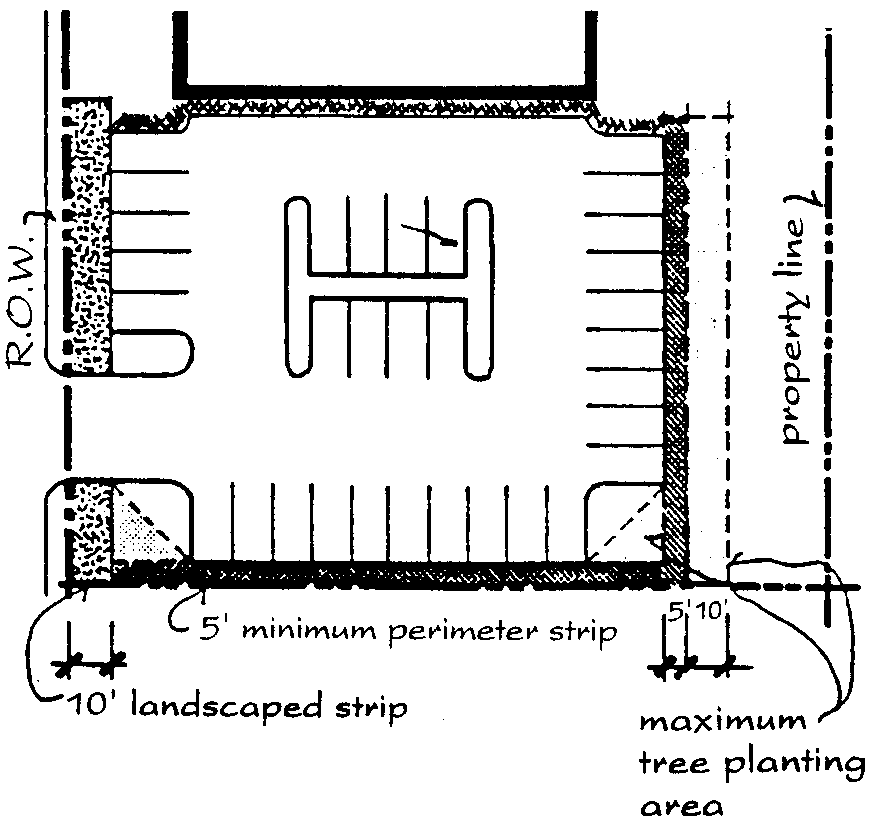 R.O.W.
property line
5' minimum perimeter strip
5' 10'
10' landscaped strip
maximum
tree planting
area